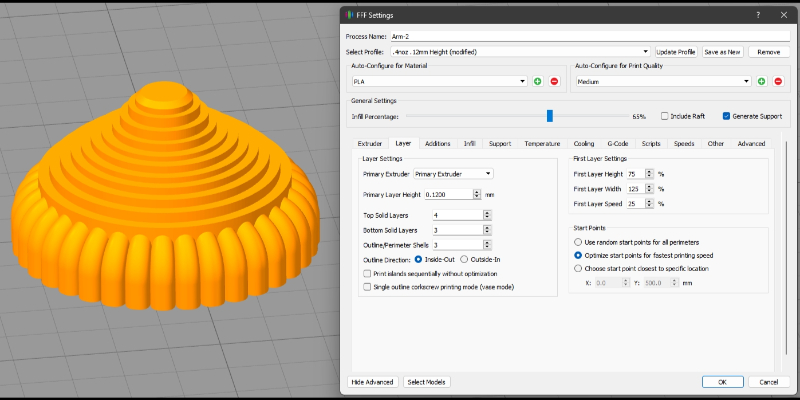 FFF Settings
? X
Process Name: Arm-2
Select Profile: .4noz .12mm Height (modified) Update Profile Save as New Remove
Auto-Configure for Material Auto-Configure for Print Quality
PLA Medium
General Settings
Infill Percentage: 65% Include Raft Generate Support
Extruder Layer Additions Infill Support Temperature Cooling G-Code Scripts Speeds Other Advanced
Layer Settings
Primary Extruder Primary Extruder
Primary Layer Height 0.1200 mm
Top Solid Layers 4
Bottom Solid Layers 3
Outline/Perimeter Shells 3
Outline Direction: Inside-Out Outside-In
Print islands sequentially without optimization
Single outline corkscrew printing mode (vase mode)
First Layer Settings
First Layer Height 75 %
First Layer Width 125 %
First Layer Speed 25 %
Start Points
Use random start points for all perimeters
Optimize start points for fastest printing speed
Choose start point closest to specific location
X: 0.0 Y: 500.0 mm
Hide Advanced Select Models OK Cancel